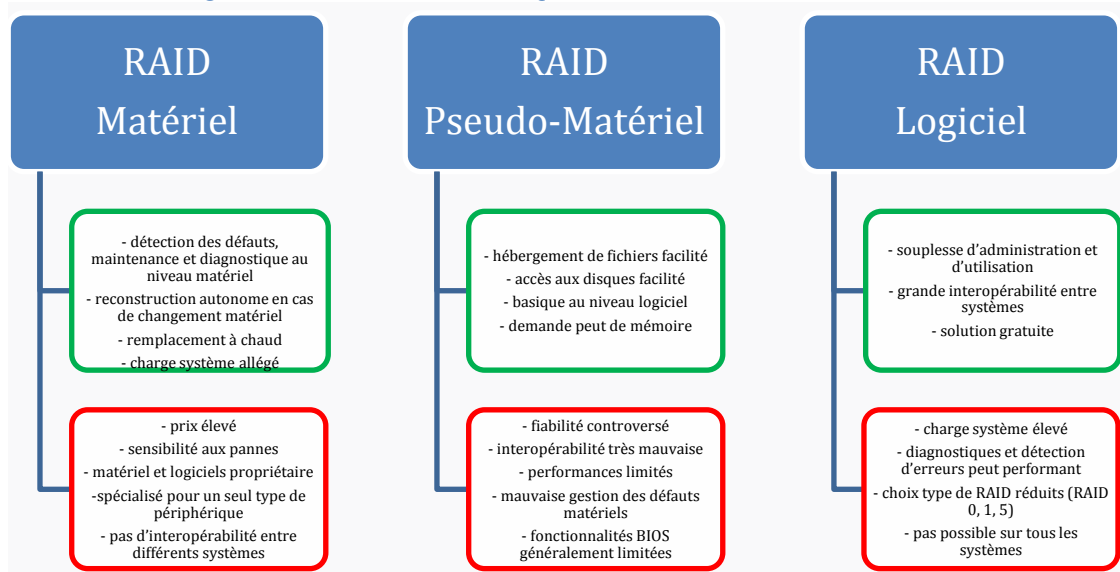 RAID
Matériel
- détection des défauts,
maintenance et diagnostique au
niveau matériel
- reconstruction autonome en cas
de changement matériel
- remplacement à chaud
- charge système allégé
- prix élevé
- sensibilité aux pannes
- matériel et logiciels propriétaire
-spécialisé pour un seul type de
périphérique
- pas d’interopérabilité entre
différents systèmes
RAID
Pseudo-Matériel
- hébergement de fichiers facilité
- accès aux disques facilité
- basique au niveau logiciel
- demande peut de mémoire
- fiabilité controversé
- interopérabilité très mauvaise
- performances limités
- mauvaise gestion des défauts
matériels
- fonctionnalités BIOS
généralement limitées
RAID
Logiciel
- souplesse d’administration et
d’utilisation
- grande interopérabilité entre
systèmes
- solution gratuite
- charge système élevé
- diagnostiques et détection
d’erreurs peut performant
- choix type de RAID réduits (RAID
0, 1, 5)
- pas possible sur tous les
systèmes